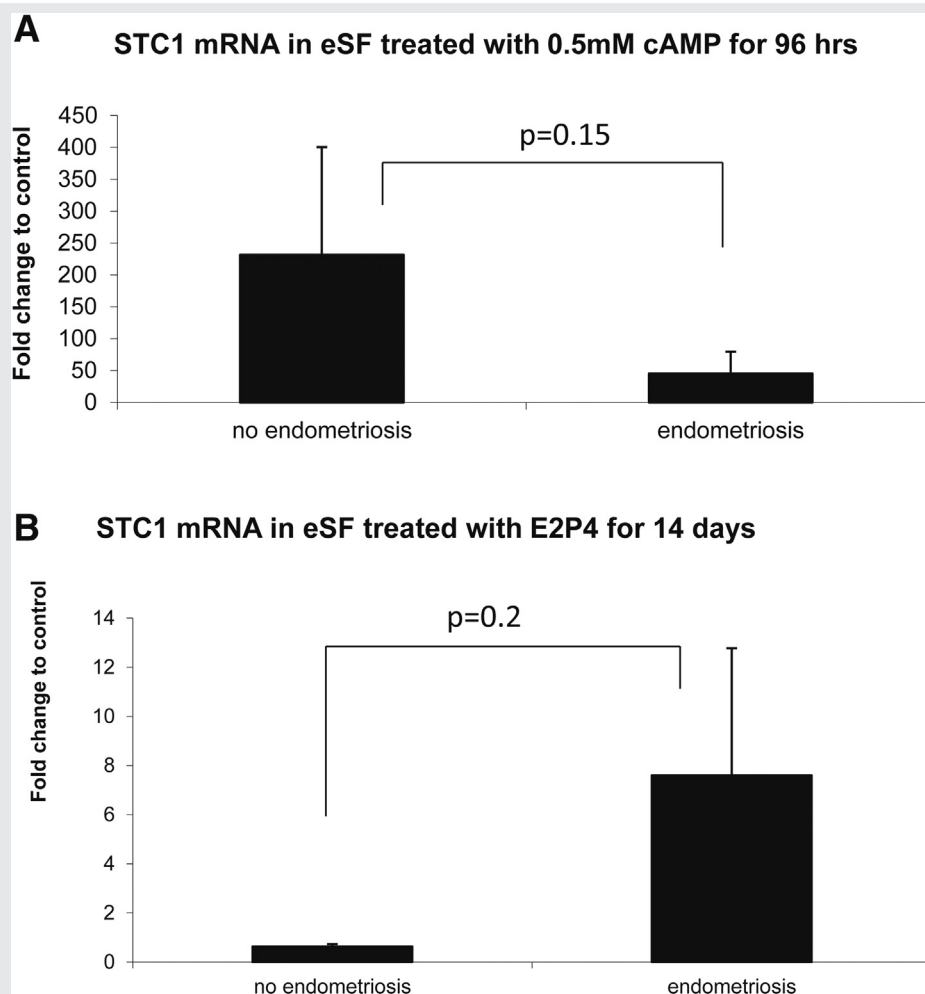 A
STC1 mRNA in eSF treated with 0.5mM cAMP for 96 hrs
Fold change to control
450
400
350
300
250
200
150
100
50
0
p=0.15
no endometriosis
endometriosis
B
STC1 mRNA in eSF treated with E2P4 for 14 days
Fold change to control
14
12
10
8
6
4
2
0
p=0.2
no endometriosis
endometriosis